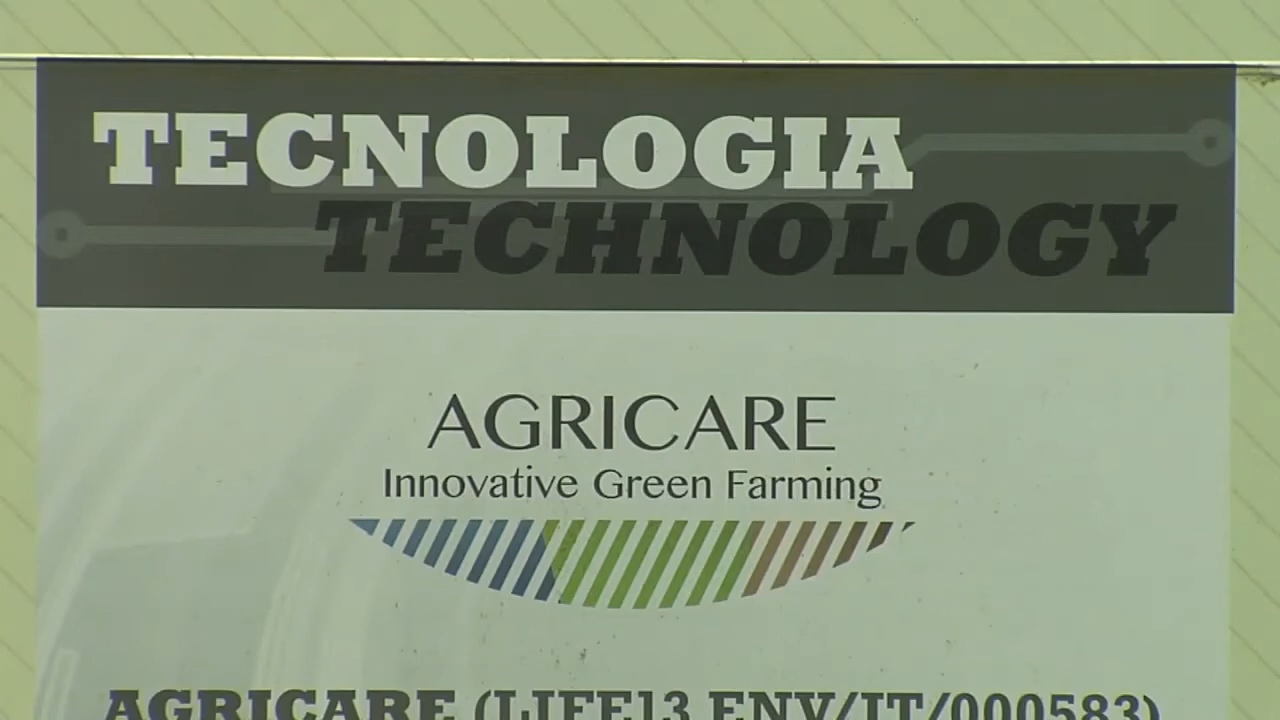 TECNOLOGIA
TECHNOLOGY
AGRICARE
Innovative Green Farming
AGRICARE (LIFE13 ENV/IT/000583)